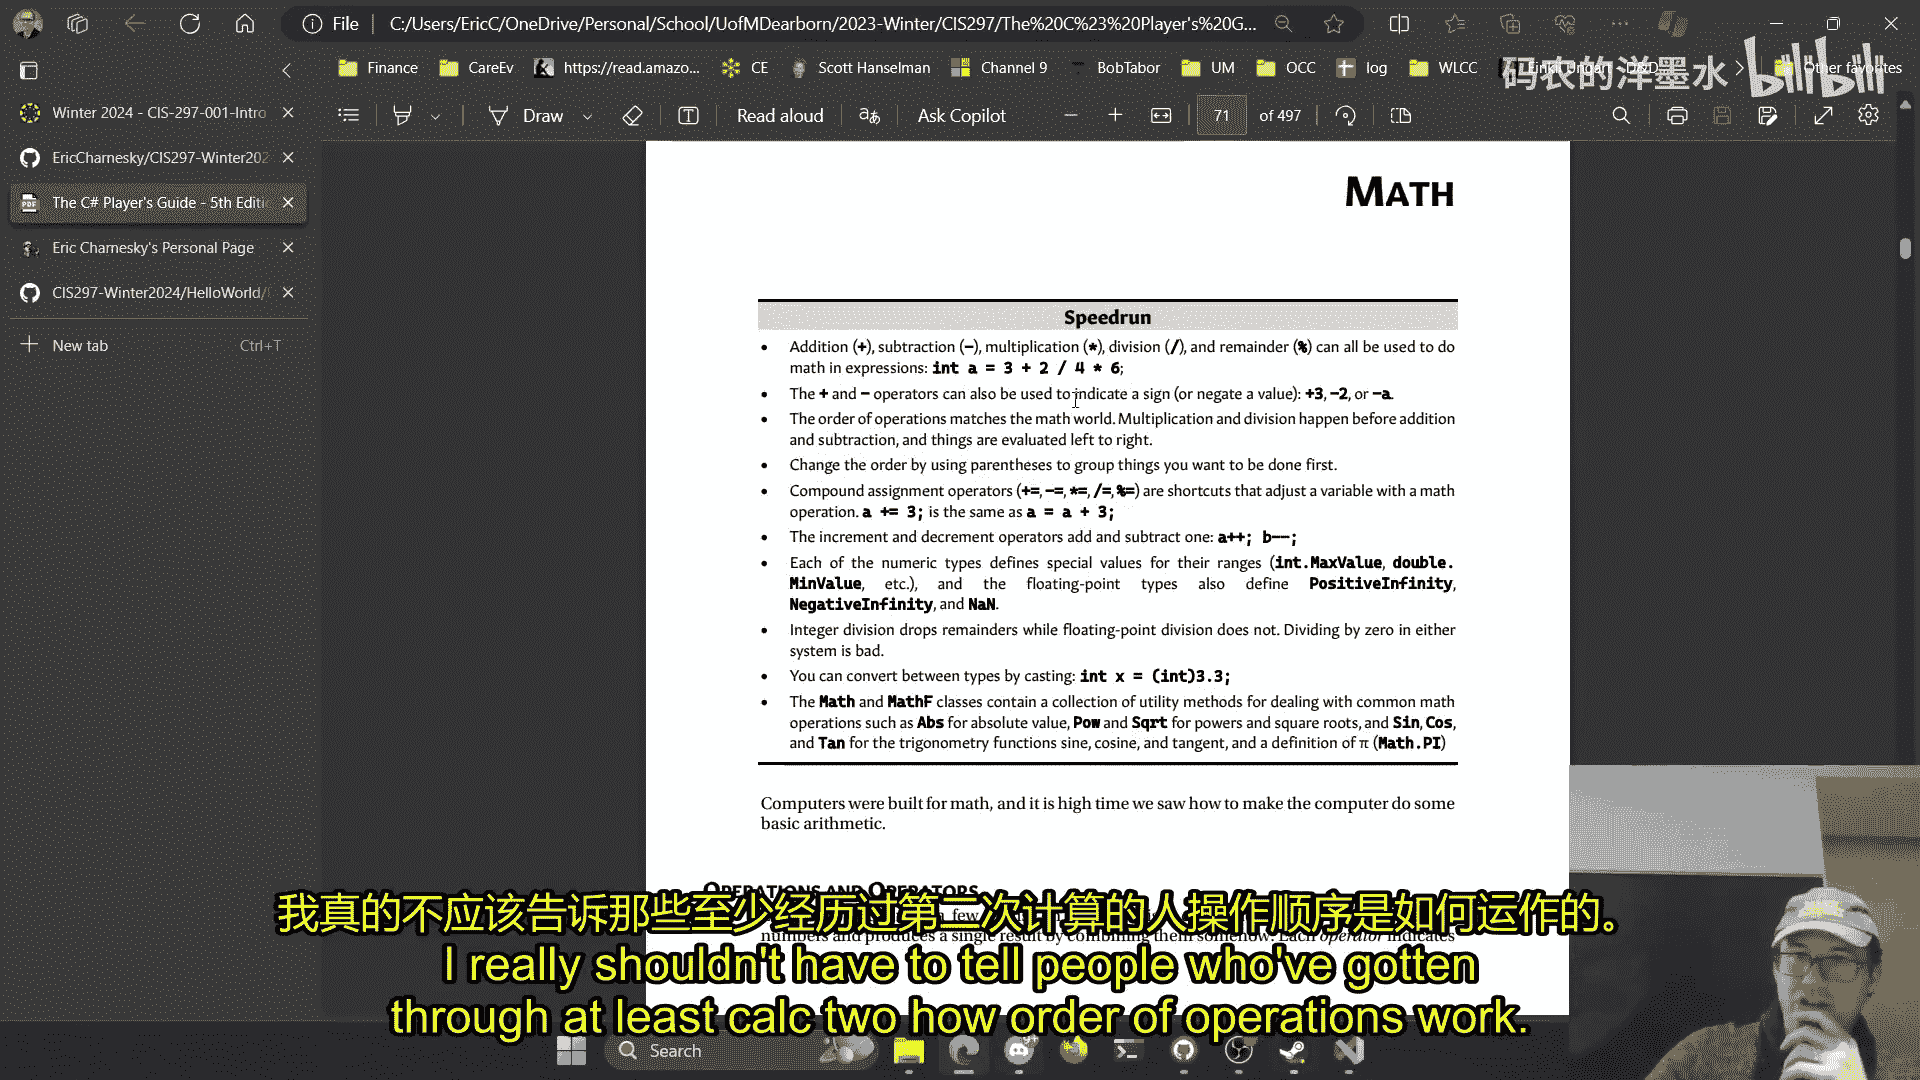 File
C:/Users/EricC/OneDrive/Personal/School/UofMDearborn/2023-Winter/CIS297/The%20C%23%20Player's%20G...
Finance
CareEv
https://read.amazo...
CE
Scott Hanselman
Channel 9
BobTabor
UM
OCC
log
WLCC
Other favorites
码农的洋墨水
bilibili
Winter 2024 - CIS-297-001-Intro
EricCharnesky/CIS297-Winter202
The C# Player's Guide - 5th Editi
Eric Charnesky's Personal Page
CIS297-Winter2024/HelloWorld/
New tab
Ctrl+T
Draw
Read aloud
Ask Copilot
71
of 497
MATH
Speedrun
• Addition (+), subtraction (-), multiplication (*), division (/), and remainder (%) can all be used to do
math in expressions: int a = 3 + 2 / 4 * 6;
• The + and - operators can also be used to indicate a sign (or negate a value): +3, -2, or -a.
• The order of operations matches the math world. Multiplication and division happen before addition
and subtraction, and things are evaluated left to right.
• Change the order by using parentheses to group things you want to be done first.
• Compound assignment operators (+=, -=, *=, /=, %=) are shortcuts that adjust a variable with a math
operation. a += 3; is the same as a = a + 3;
• The increment and decrement operators add and subtract one: a++; b--;
• Each of the numeric types defines special values for their ranges (int.MaxValue, double.
MinValue, etc.), and the floating-point types also define PositiveInfinity,
NegativeInfinity, and NaN.
• Integer division drops remainders while floating-point division does not. Dividing by zero in either
system is bad.
• You can convert between types by casting: int x = (int)3.3;
• The Math and MathF classes contain a collection of utility methods for dealing with common math
operations such as Abs for absolute value, Pow and Sqrt for powers and square roots, and Sin, Cos,
and Tan for the trigonometry functions sine, cosine, and tangent, and a definition of π (Math.PI)
Computers were built for math, and it is high time we saw how to make the computer do some
basic arithmetic.
OPERATIONS AND OPERATORS
numbers and produces a single result by combining them somehow. Each operator indicates
我真的不应该告诉那些至少经历过第二次计算的人操作顺序是如何运作的。
I really shouldn't have to tell people who've gotten
through at least calc two how order of operations work.
Search